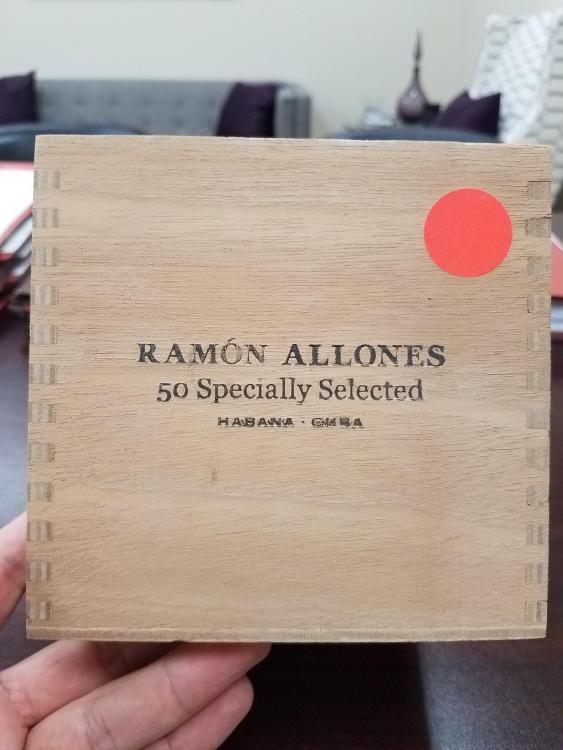 RAMÓN ALLONES
50 Specially Selected
HABANA · CUBA